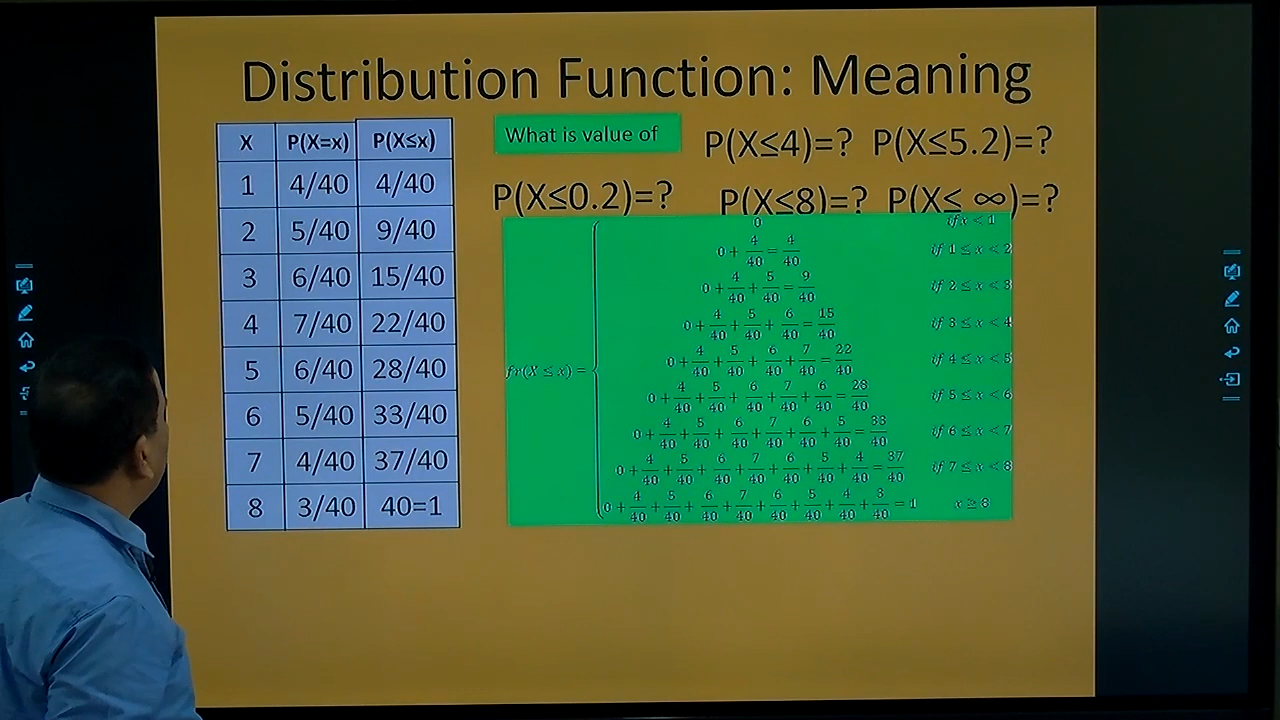 Distribution Function: Meaning
X P(X=x) P(X≤x)
1 4/40 4/40
2 5/40 9/40
3 6/40 15/40
4 7/40 22/40
5 6/40 28/40
6 5/40 33/40
7 4/40 37/40
8 3/40 40=1
What is value of P(X≤4)=? P(X≤5.2)=?
P(X≤0.2)=? P(X≤8)=? P(X≤ ∞)=?
fx(X ≤ x) =
0 if x < 1
0 + 4/40 = 4/40 if 1 ≤ x < 2
0 + 4/40 + 5/40 = 9/40 if 2 ≤ x < 3
0 + 4/40 + 5/40 + 6/40 = 15/40 if 3 ≤ x < 4
0 + 4/40 + 5/40 + 6/40 + 7/40 = 22/40 if 4 ≤ x < 5
0 + 4/40 + 5/40 + 6/40 + 7/40 + 6/40 = 28/40 if 5 ≤ x < 6
0 + 4/40 + 5/40 + 6/40 + 7/40 + 6/40 + 5/40 = 33/40 if 6 ≤ x < 7
0 + 4/40 + 5/40 + 6/40 + 7/40 + 6/40 + 5/40 + 4/40 = 37/40 if 7 ≤ x < 8
0 + 4/40 + 5/40 + 6/40 + 7/40 + 6/40 + 5/40 + 4/40 + 3/40 = 1 x ≥ 8